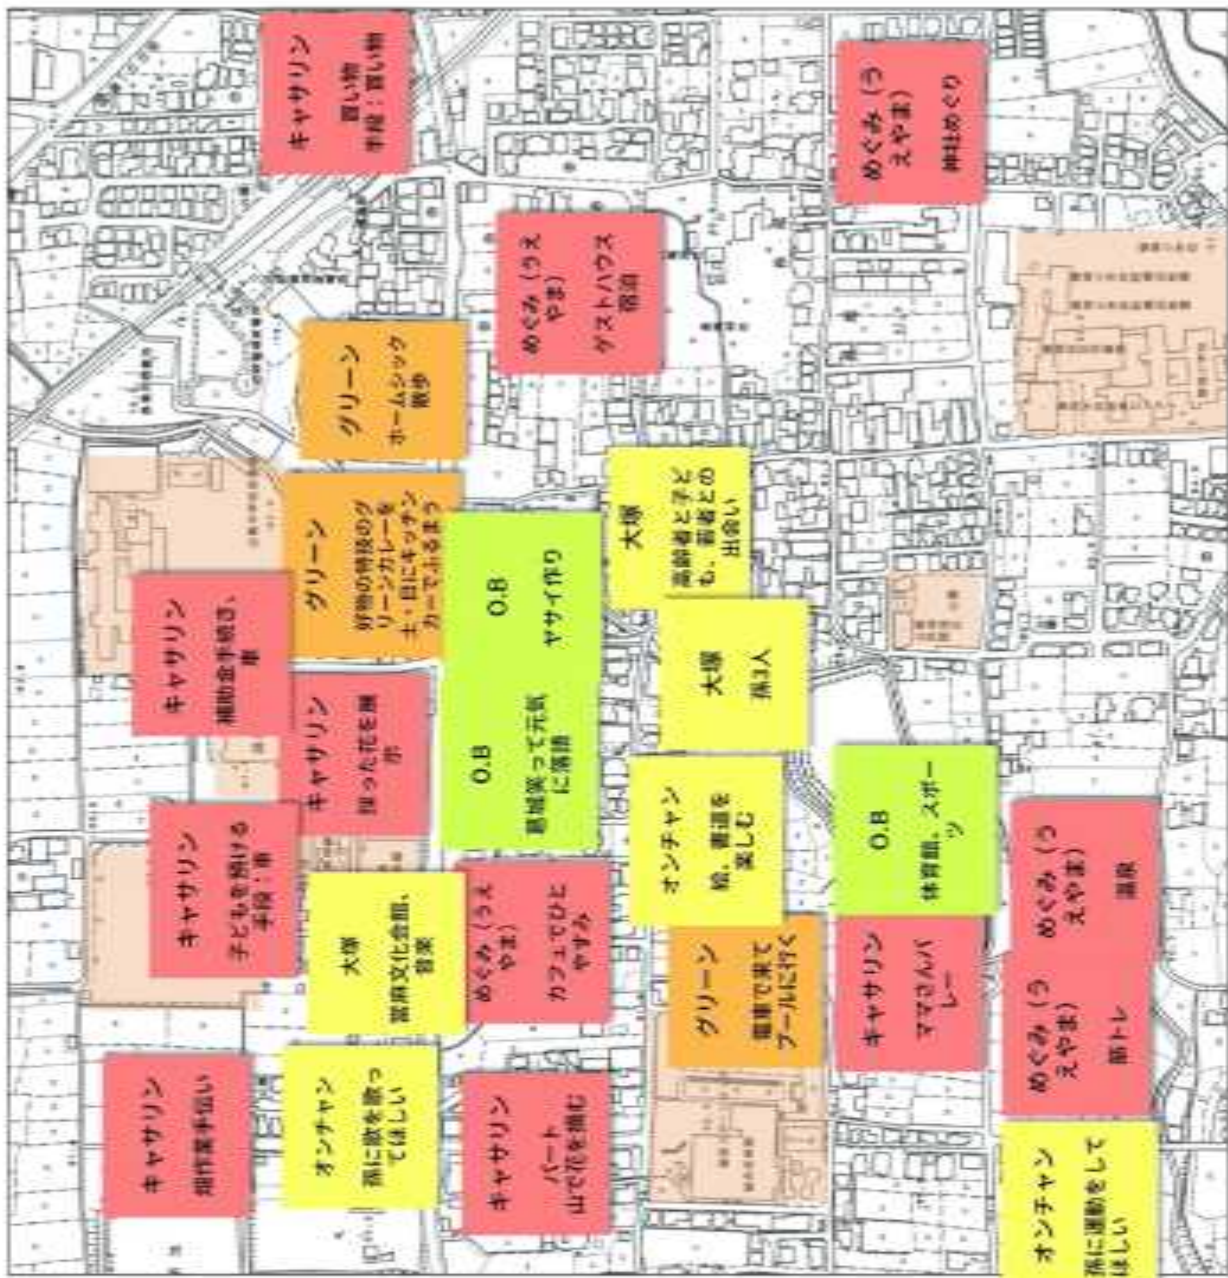 キャサリン
買い物
手段：買い物
めぐみ（う
えやま）
神社めぐり
めぐみ（うえ
やま）
ゲストハウス
宿泊
グリーン
ホームシック
散歩
グリーン
好物の特技のグ
リーンカレーを
土・日にキッチン
カーでふるまう
大塚
高齢者と子ど
も、若者との
出会い
O.B
ヤサイ作り
キャサリン
補助金手続き、
車
大塚
孫3人
キャサリン
採った花を展
示
O.B
葛城笑って元気
に落語
オンチャン
絵、書道を
楽しむ
O.B
体育館、スポー
ツ
めぐみ（う
えやま）
温泉
キャサリン
子どもを預ける
手段：車
大塚
當麻文化会館、
音楽
めぐみ（うえ
やま）
カフェでひと
やすみ
グリーン
電車で来て
プールに行く
キャサリン
ママさんバ
レー
めぐみ（う
えやま）
筋トレ
キャサリン
畑作業手伝い
オンチャン
孫に歌を歌っ
てほしい
キャサリン
パート
山で花を摘む
オンチャン
孫に運動をして
ほしい